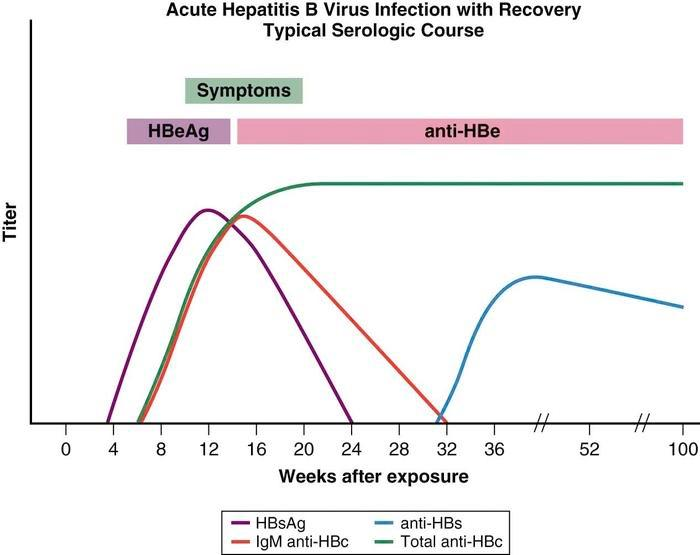 Acute Hepatitis B Virus Infection with Recovery
Typical Serologic Course
Symptoms
HBeAg anti-HBe
Titer
0 4 8 12 16 20 24 28 32 36 52 100
Weeks after exposure
HBsAg anti-HBs
IgM anti-HBc Total anti-HBc